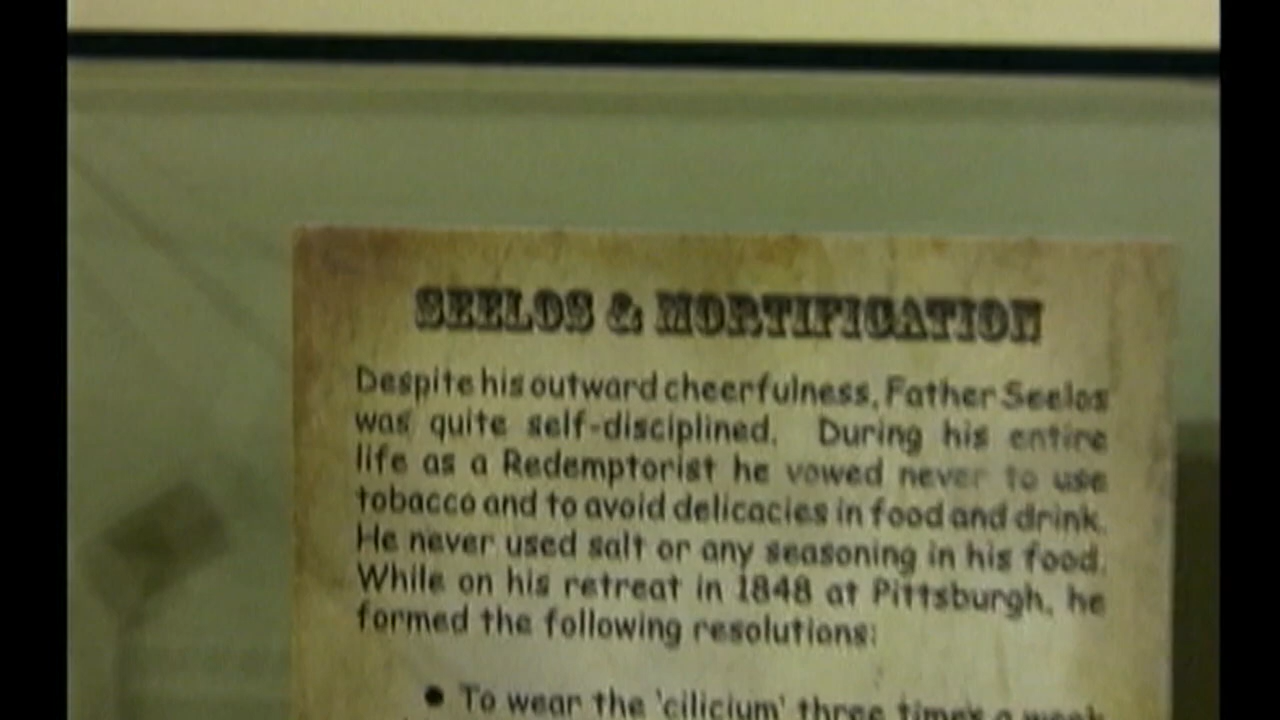 SEELOS & MORTIFICATION
Despite his outward cheerfulness, Father Seelos
was quite self-disciplined. During his entire
life as a Redemptorist he vowed never to use
tobacco and to avoid delicacies in food and drink.
He never used salt or any seasoning in his food.
While on his retreat in 1848 at Pittsburgh, he
formed the following resolutions:
• To wear the 'cilicium' three times a week